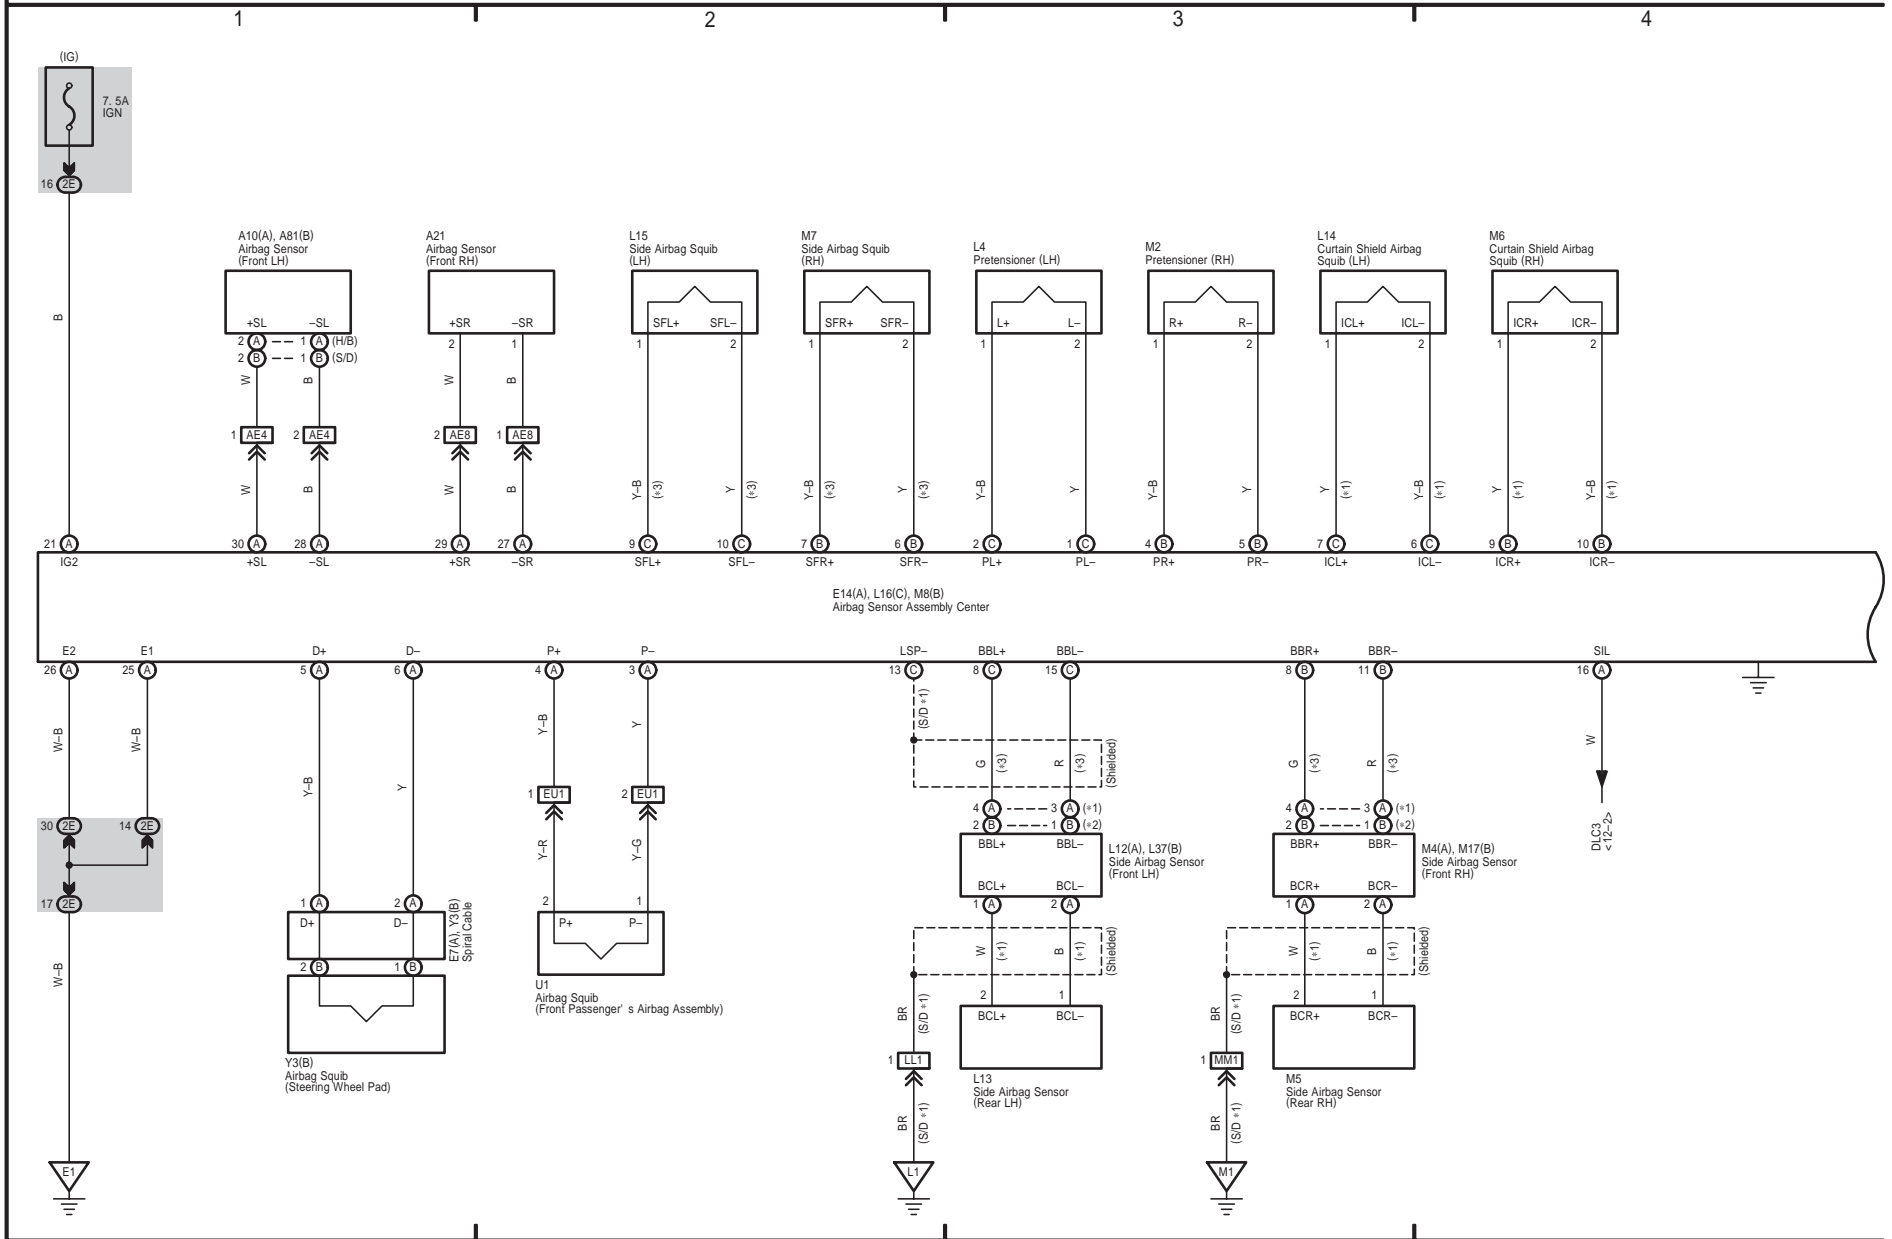 1 2 3 4
(IG)
7. 5A
IGN
16 2E
B
A10(A), A81(B)
Airbag Sensor
(Front LH)
A21
Airbag Sensor
(Front RH)
L15
Side Airbag Squib
(LH)
M7
Side Airbag Squib
(RH)
L4
Pretensioner (LH)
M2
Pretensioner (RH)
L14
Curtain Shield Airbag
Squib (LH)
M6
Curtain Shield Airbag
Squib (RH)
+SL –SL +SR –SR SFL+ SFL– SFR+ SFR– L+ L– R+ R– ICL+ ICL– ICR+ ICR–
2 A 1 A (H/B) 2 1 1 2 1 2 1 2 1 2 1 2 1 2
2 B 1 B (S/D)
W B W B
1 AE4 2 AE4 2 AE8 1 AE8
W B W B Y–B (*3) Y (*3) Y–B (*3) Y (*3) Y–B Y Y–B Y Y (*1) Y–B (*1) Y (*1) Y–B (*1)
21 A 30 A 28 A 29 A 27 A 9 C 10 C 7 B 6 B 2 C 1 C 4 B 5 B 7 C 6 C 9 B 10 B
IG2 +SL –SL +SR –SR SFL+ SFL– SFR+ SFR– PL+ PL– PR+ PR– ICL+ ICL– ICR+ ICR–
E14(A), L16(C), M8(B)
Airbag Sensor Assembly Center
E2 E1 D+ D– P+ P– LSP– BBL+ BBL– BBR+ BBR– SIL
26 A 25 A 5 A 6 A 4 A 3 A 13 C 8 C 15 C 8 B 11 B 16 A
W–B W–B Y–B Y Y–B Y (S/D *1) G (*3) R (*3) (Shielded) G (*3) R (*3) W
1 EU1 2 EU1
4 A 3 A (*1) 4 A 3 A (*1)
30 2E 14 2E 2 B 1 B (*2) 2 B 1 B (*2)
DLC3
<12–2>
Y–R Y–G
BBL+ BBL– BBR+ BBR–
L12(A), L37(B)
Side Airbag Sensor
(Front LH)
M4(A), M17(B)
Side Airbag Sensor
(Front RH)
BCL+ BCL– BCR+ BCR–
17 2E 1 A 2 A 2 1 1 A 2 A 1 A 2 A
D+ D– P+ P–
E7(A), Y3(B)
Spiral Cable
W (*1) B (*1) (Shielded) W (*1) B (*1) (Shielded)
W–B
2 B 1 B
U1
Airbag Squib
(Front Passenger' s Airbag Assembly)
2 1 2 1
BR (S/D *1) BCL+ BCL– BR (S/D *1) BCR+ BCR–
1 LL1 1 MM1
Y3(B)
Airbag Squib
(Steering Wheel Pad)
L13
Side Airbag Sensor
(Rear LH)
M5
Side Airbag Sensor
(Rear RH)
BR (S/D *1) BR (S/D *1)
E1 L1 M1